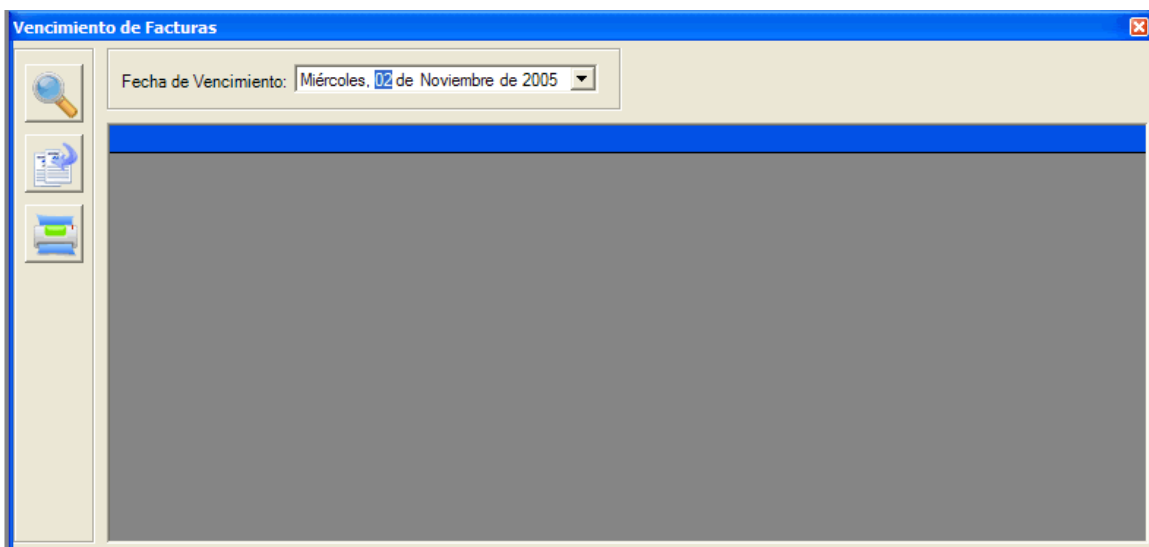 Vencimiento de Facturas
Fecha de Vencimiento: Miércoles, 02 de Noviembre de 2005